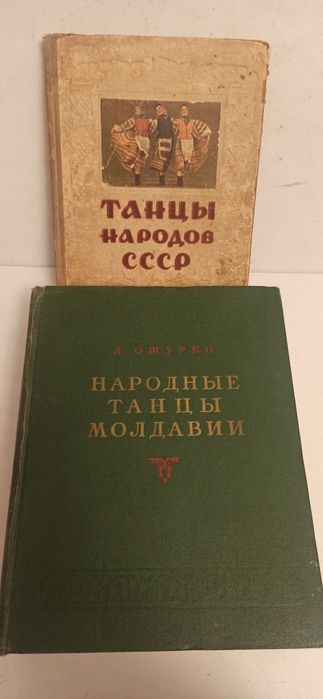 ТАНЦЫ
НАРОДОВ
СССР
Л. ОШУРКО
НАРОДНЫЕ
ТАНЦЫ
МОЛДАВИИ